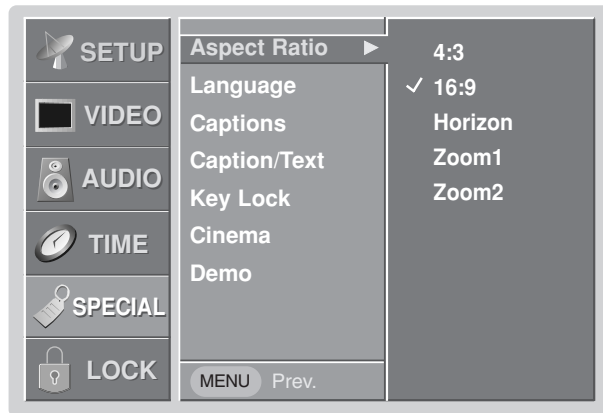 SETUP
VIDEO
AUDIO
TIME
SPECIAL
LOCK
Aspect Ratio ►
Language
Captions
Caption/Text
Key Lock
Cinema
Demo
MENU Prev.
4:3
✓ 16:9
Horizon
Zoom1
Zoom2